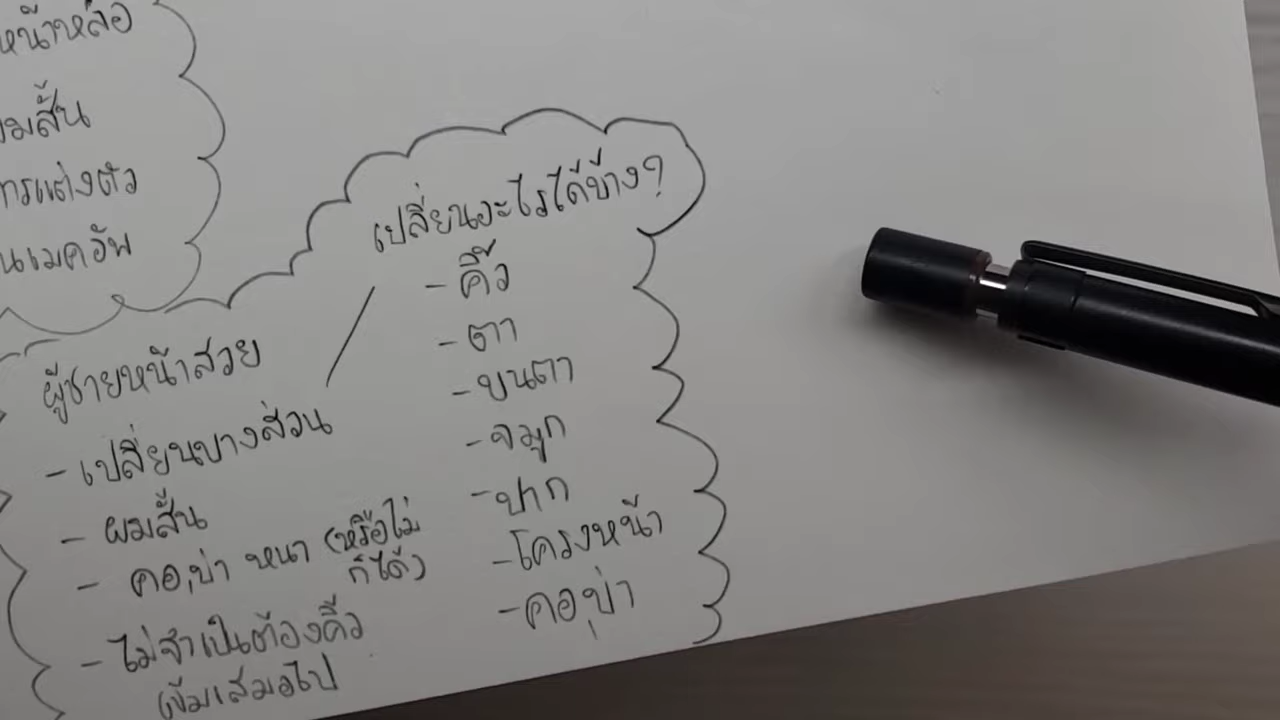 หน้าหล่อ
ผมสั้น
การแต่งตัว
เมคอัพ
เปลี่ยนอะไรได้บ้าง?
- คิ้ว
- ตา
- ขนตา
- จมูก
- ปาก
- โครงหน้า
- คอ,บ่า
ผู้ชายหน้าสวย
- เปลี่ยนบางส่วน
- ผมสั้น
- คอ,บ่า หนา (หรือไม่
ก็ได้)
- ไม่จำเป็นต้องคิ้ว
เข้มเสมอไป